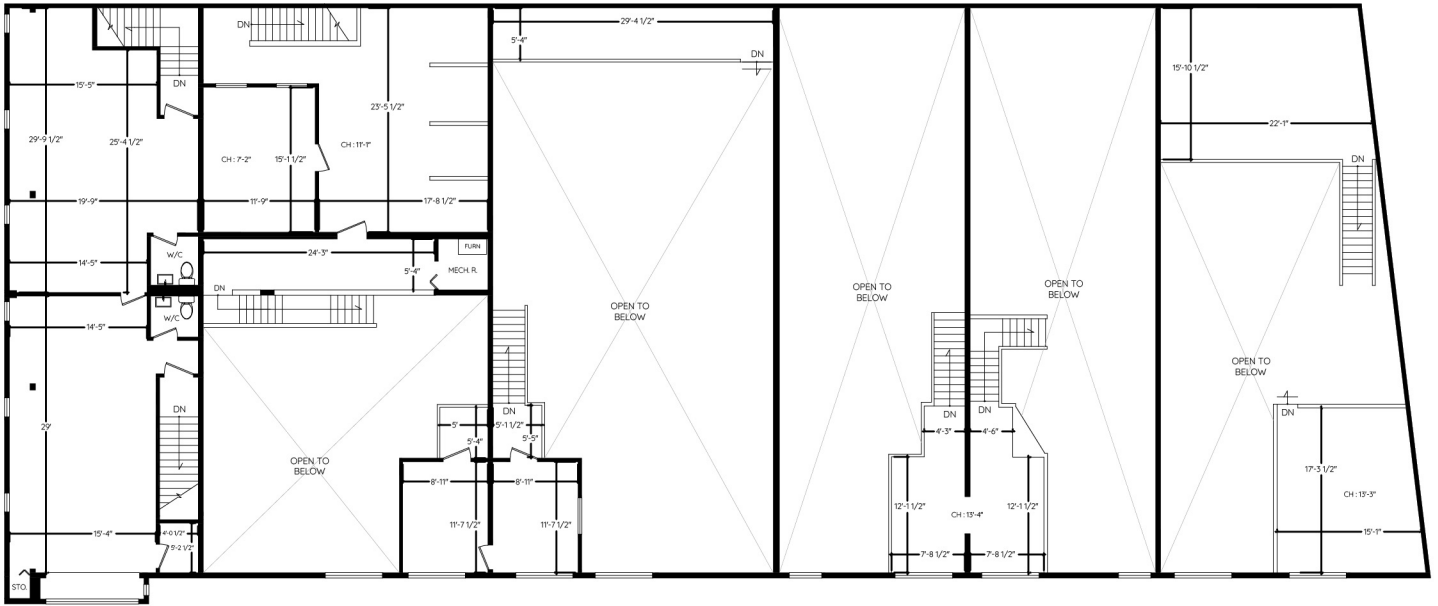 DN
29'-4 1/2"
5'-4"
DN
15'-10 1/2"
15'-5"
DN
29'-9 1/2"
25'-4 1/2"
23'-5 1/2"
CH : 7'-2"
15'-1 1/2"
CH : 11'-1"
22'-1"
DN
19'-9"
11'-9"
17'-8 1/2"
W/C
14'-5"
24'-3"
5'-4"
FURN
MECH. R.
DN
W/C
14'-5"
OPEN TO
BELOW
OPEN TO
BELOW
OPEN TO
BELOW
OPEN TO
BELOW
DN
29'
OPEN TO
BELOW
5'
5'-4"
5'-1 1/2"
DN
5'-5"
DN
4'-3"
DN
4'-6"
DN
8'-11"
8'-11"
11'-7 1/2"
11'-7 1/2"
12'-1 1/2"
CH : 13'-4"
12'-1 1/2"
17'-3 1/2"
CH : 13'-3"
15'-4"
4'-0 1/2"
5'-2 1/2"
7'-8 1/2"
7'-8 1/2"
15'-1"
STO.